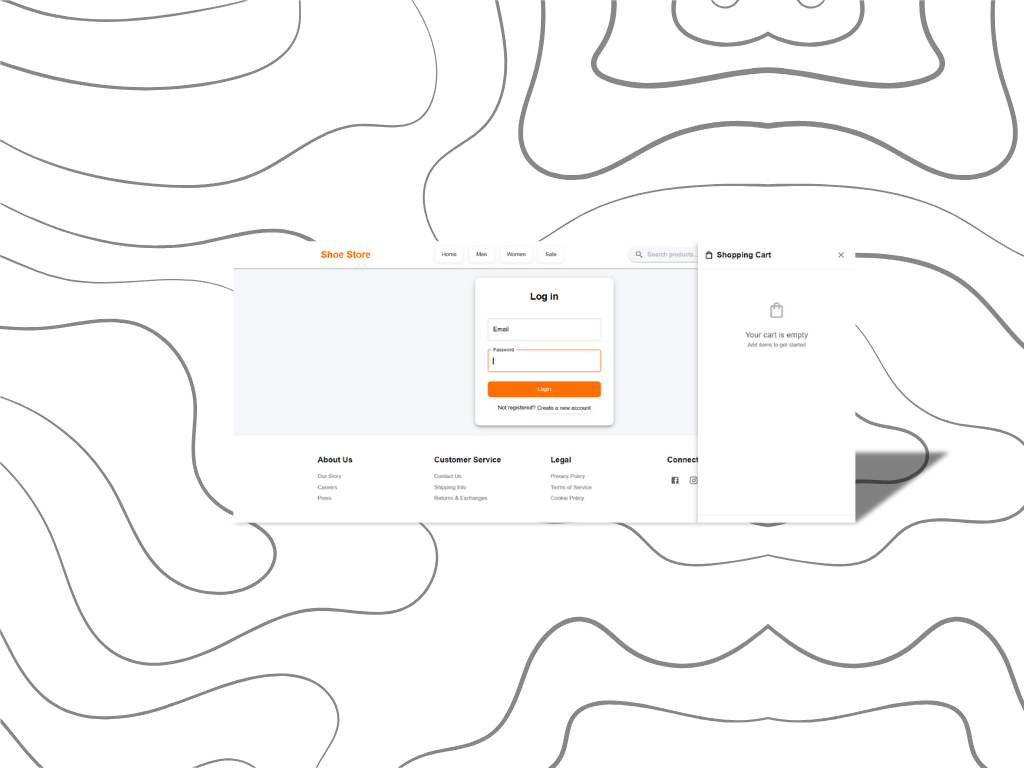 Shoe Store
Home
Men
Women
Sale
Search products...
Shopping Cart
Log in
Email
Password
Login
Not registered? Create a new account
Your cart is empty
Add items to get started
About Us
Our Story
Careers
Press
Customer Service
Contact Us
Shipping Info
Returns & Exchanges
Legal
Privacy Policy
Terms of Service
Cookie Policy
Connect